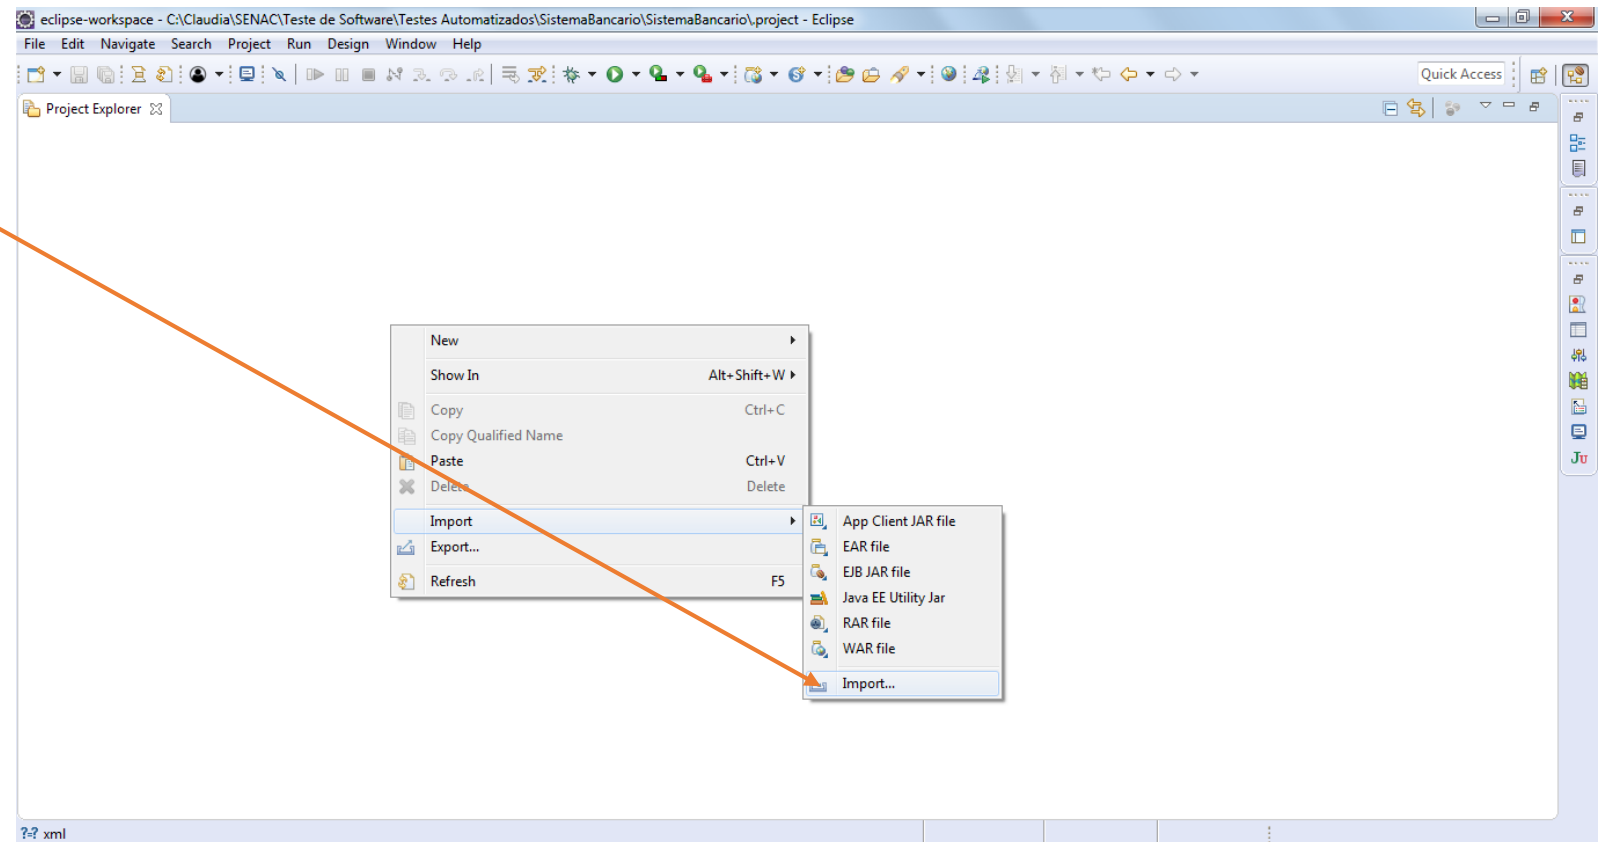 eclipse-workspace - C:\Claudia\SENAC\Teste de Software\Testes Automatizados\SistemaBancario\SistemaBancario\.project - Eclipse
File Edit Navigate Search Project Run Design Window Help
Quick Access
Project Explorer
New
Show In Alt+Shift+W
Copy Ctrl+C
Copy Qualified Name
Paste Ctrl+V
Delete Delete
Import
Export...
Refresh F5
App Client JAR file
EAR file
EJB JAR file
Java EE Utility Jar
RAR file
WAR file
Import...
Ju
?=? xml